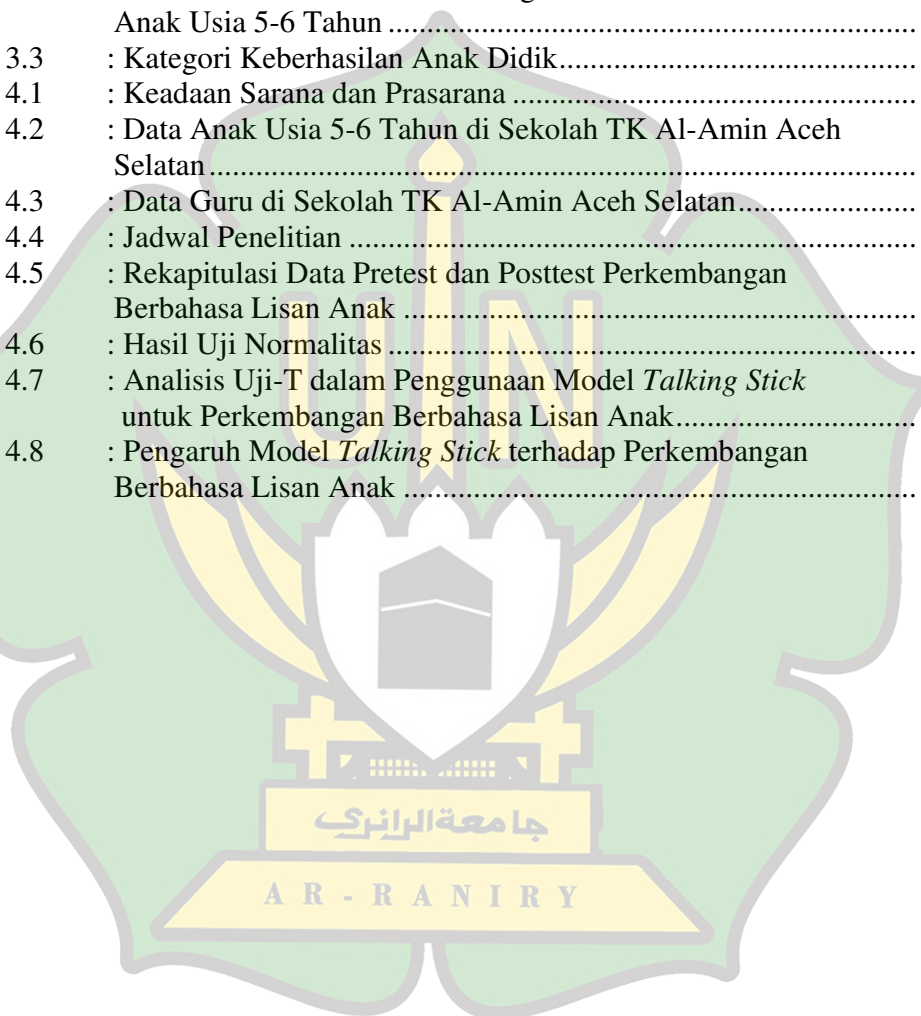 Anak Usia 5-6 Tahun ....................................................................
3.3 : Kategori Keberhasilan Anak Didik..............................................
4.1 : Keadaan Sarana dan Prasarana ....................................................
4.2 : Data Anak Usia 5-6 Tahun di Sekolah TK Al-Amin Aceh
Selatan ...........................................................................................
4.3 : Data Guru di Sekolah TK Al-Amin Aceh Selatan.......................
4.4 : Jadwal Penelitian .........................................................................
4.5 : Rekapitulasi Data Pretest dan Posttest Perkembangan
Berbahasa Lisan Anak ..................................................................
4.6 : Hasil Uji Normalitas ....................................................................
4.7 : Analisis Uji-T dalam Penggunaan Model Talking Stick
untuk Perkembangan Berbahasa Lisan Anak...............................
4.8 : Pengaruh Model Talking Stick terhadap Perkembangan
Berbahasa Lisan Anak ..................................................................
UIN
جامعةالرانري
AR-RANIRY